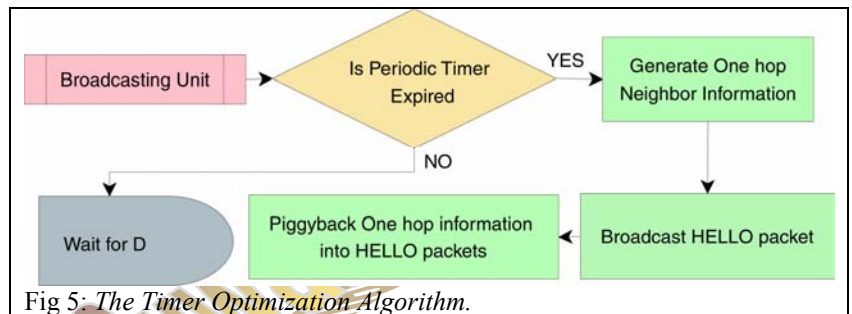 Broadcasting Unit
Is Periodic Timer
Expired
YES
Generate One hop
Neighbor Information
NO
Wait for D
Piggyback One hop information
into HELLO packets
Broadcast HELLO packet
Fig 5: The Timer Optimization Algorithm.